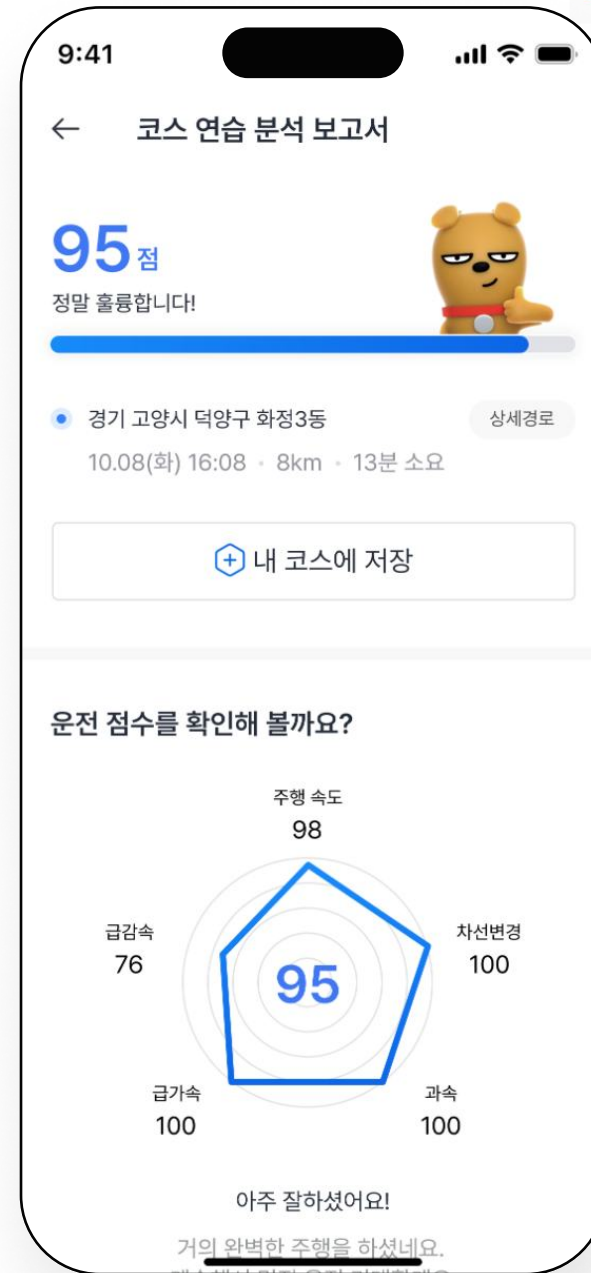 9:41
코스 연습 분석 보고서
95점
정말 훌륭합니다!
경기 고양시 덕양구 화정3동
상세경로
10.08(화) 16:08 · 8km · 13분 소요
내 코스에 저장
운전 점수를 확인해 볼까요?
주행 속도
98
급감속
76
차선변경
100
95
급가속
100
과속
100
아주 잘하셨어요!
거의 완벽한 주행을 하셨네요.